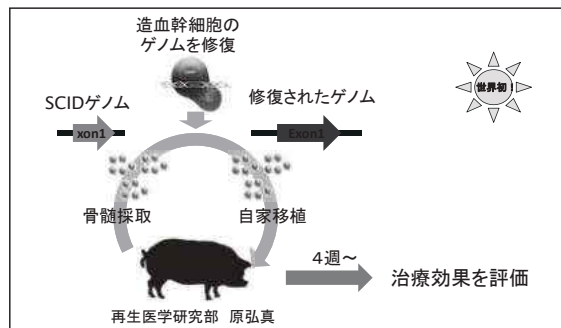 造血幹細胞の
ゲノムを修復
世界初！
SCIDゲノム
修復されたゲノム
xon1
Exon1
骨髄採取
自家移植
4週～
治療効果を評価
再生医学研究部 原弘真